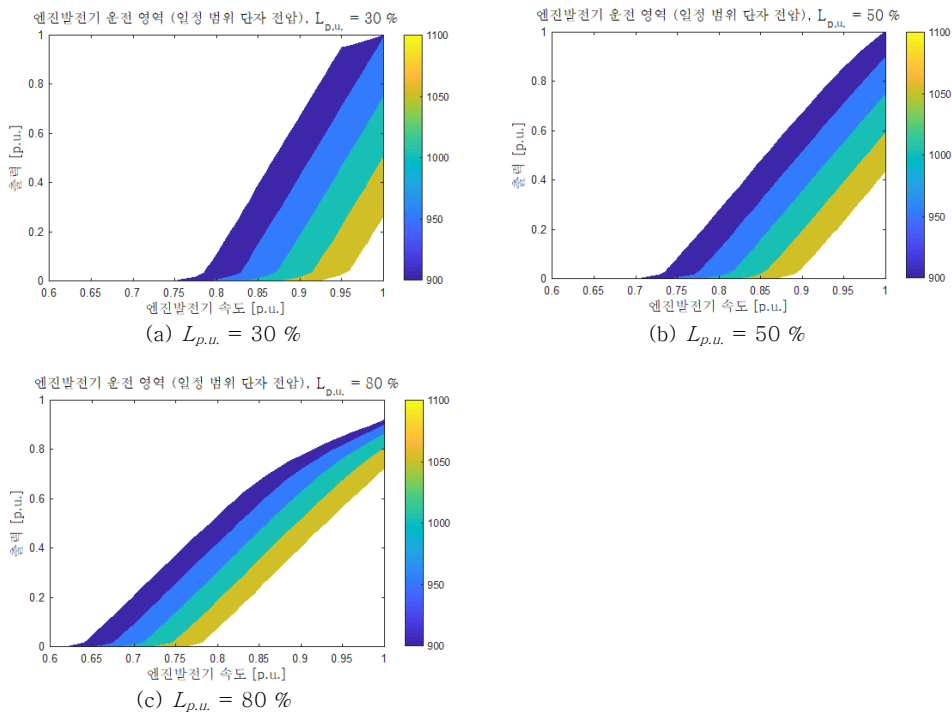 엔진발전기 운전 영역 (일정 범위 단자 전압), L_p.u. = 30 %
1100
1050
1000
950
900
1
0.8
0.6
0.4
0.2
0
출력 [p.u.]
0.6 0.65 0.7 0.75 0.8 0.85 0.9 0.95 1
엔진발전기 속도 [p.u.]
(a) L_p.u. = 30 %
엔진발전기 운전 영역 (일정 범위 단자 전압), L_p.u. = 50 %
1100
1050
1000
950
900
1
0.8
0.6
0.4
0.2
0
출력 [p.u.]
0.6 0.65 0.7 0.75 0.8 0.85 0.9 0.95 1
엔진발전기 속도 [p.u.]
(b) L_p.u. = 50 %
엔진발전기 운전 영역 (일정 범위 단자 전압), L_p.u. = 80 %
1100
1050
1000
950
900
1
0.8
0.6
0.4
0.2
0
출력 [p.u.]
0.6 0.65 0.7 0.75 0.8 0.85 0.9 0.95 1
엔진발전기 속도 [p.u.]
(c) L_p.u. = 80 %